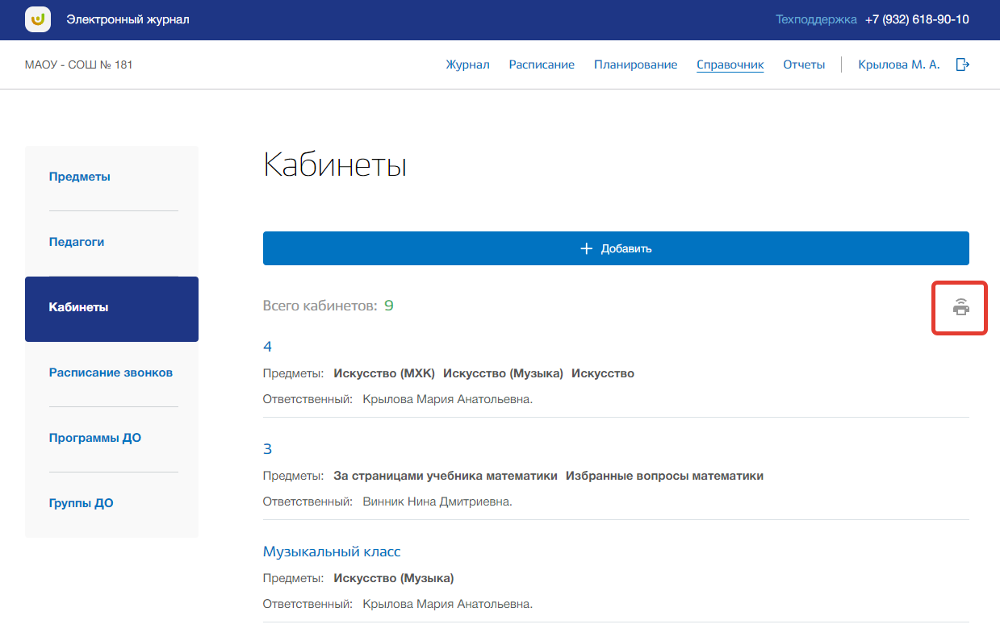 Электронный журнал
Техподдержка +7 (932) 618-90-10
МАОУ - СОШ № 181
Журнал Расписание Планирование Справочник Отчеты Крылова М. А.
Предметы
Педагоги
Кабинеты
Расписание звонков
Программы ДО
Группы ДО
Кабинеты
Добавить
Всего кабинетов: 9
4
Предметы: Искусство (МХК) Искусство (Музыка) Искусство
Ответственный: Крылова Мария Анатольевна.
3
Предметы: За страницами учебника математики Избранные вопросы математики
Ответственный: Винник Нина Дмитриевна.
Музыкальный класс
Предметы: Искусство (Музыка)
Ответственный: Крылова Мария Анатольевна.